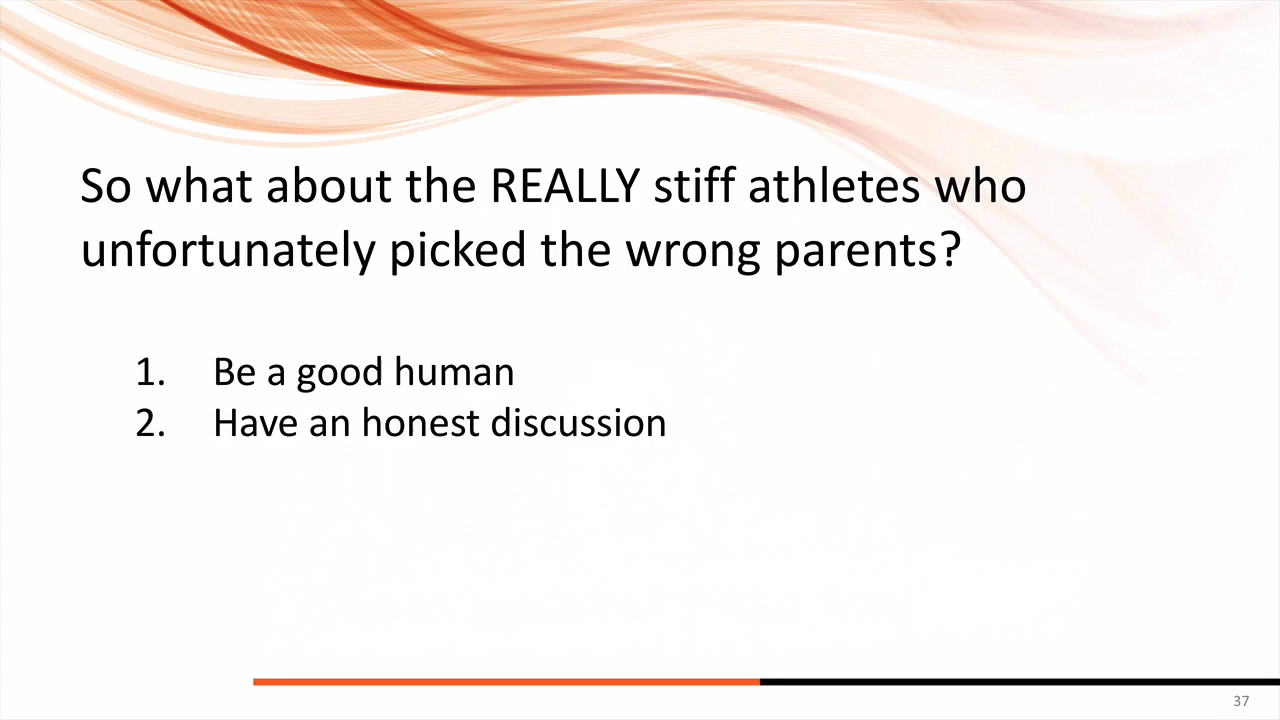 So what about the REALLY stiff athletes who
unfortunately picked the wrong parents?
1. Be a good human
2. Have an honest discussion
37